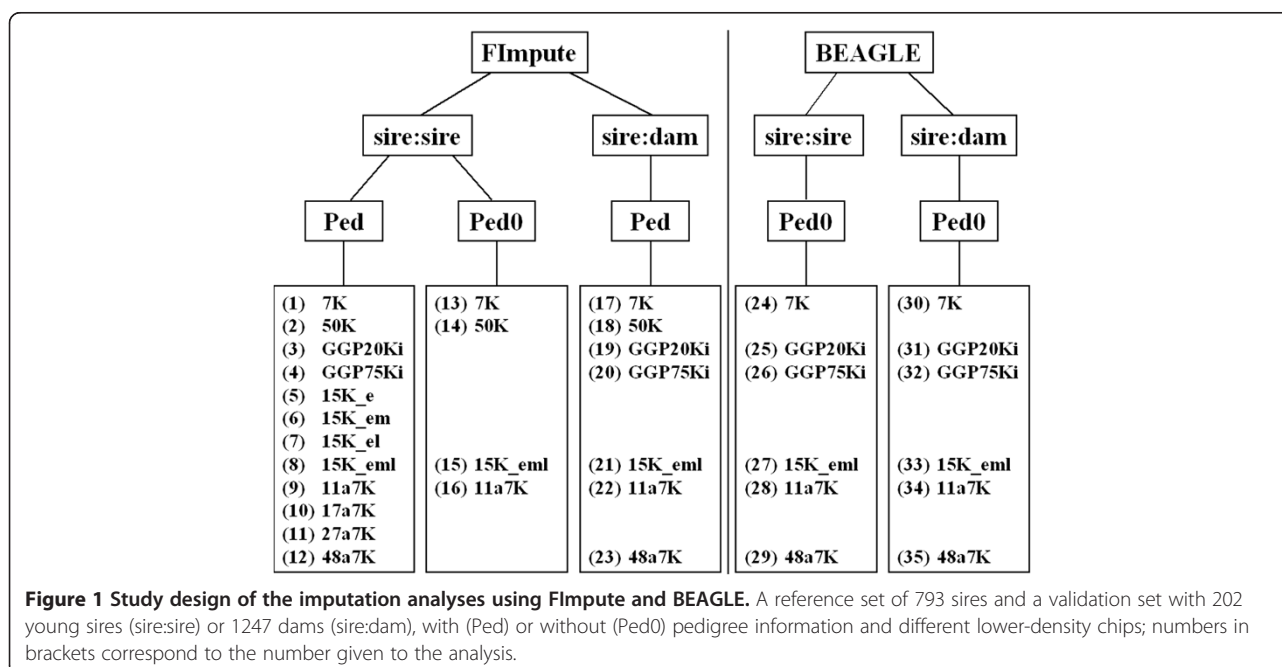 FImpute
BEAGLE
sire:sire
sire:dam
sire:sire
sire:dam
Ped
Ped0
Ped
Ped0
Ped0
(1) 7K
(2) 50K
(3) GGP20Ki
(4) GGP75Ki
(5) 15K_e
(6) 15K_em
(7) 15K_el
(8) 15K_eml
(9) 11a7K
(10) 17a7K
(11) 27a7K
(12) 48a7K
(13) 7K
(14) 50K
(15) 15K_eml
(16) 11a7K
(17) 7K
(18) 50K
(19) GGP20Ki
(20) GGP75Ki
(21) 15K_eml
(22) 11a7K
(23) 48a7K
(24) 7K
(25) GGP20Ki
(26) GGP75Ki
(27) 15K_eml
(28) 11a7K
(29) 48a7K
(30) 7K
(31) GGP20Ki
(32) GGP75Ki
(33) 15K_eml
(34) 11a7K
(35) 48a7K
Figure 1 Study design of the imputation analyses using FImpute and BEAGLE. A reference set of 793 sires and a validation set with 202
young sires (sire:sire) or 1247 dams (sire:dam), with (Ped) or without (Ped0) pedigree information and different lower-density chips; numbers in
brackets correspond to the number given to the analysis.